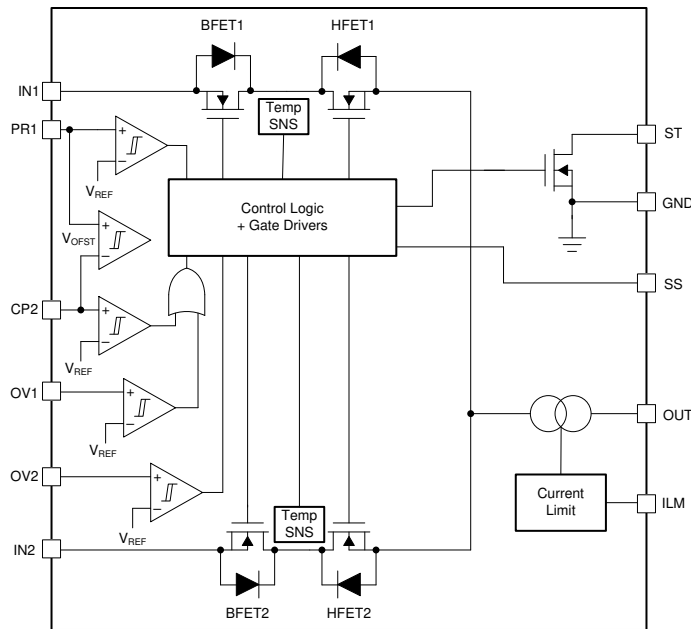 BFET1
HFET1
IN1
Temp
SNS
PR1
+
−
VREF
ST
Control Logic
+ Gate Drivers
GND
VOFST
+
−
SS
CP2
+
−
VREF
OV1
+
−
VREF
OUT
OV2
+
−
VREF
Current
Limit
ILM
Temp
SNS
IN2
BFET2
HFET2